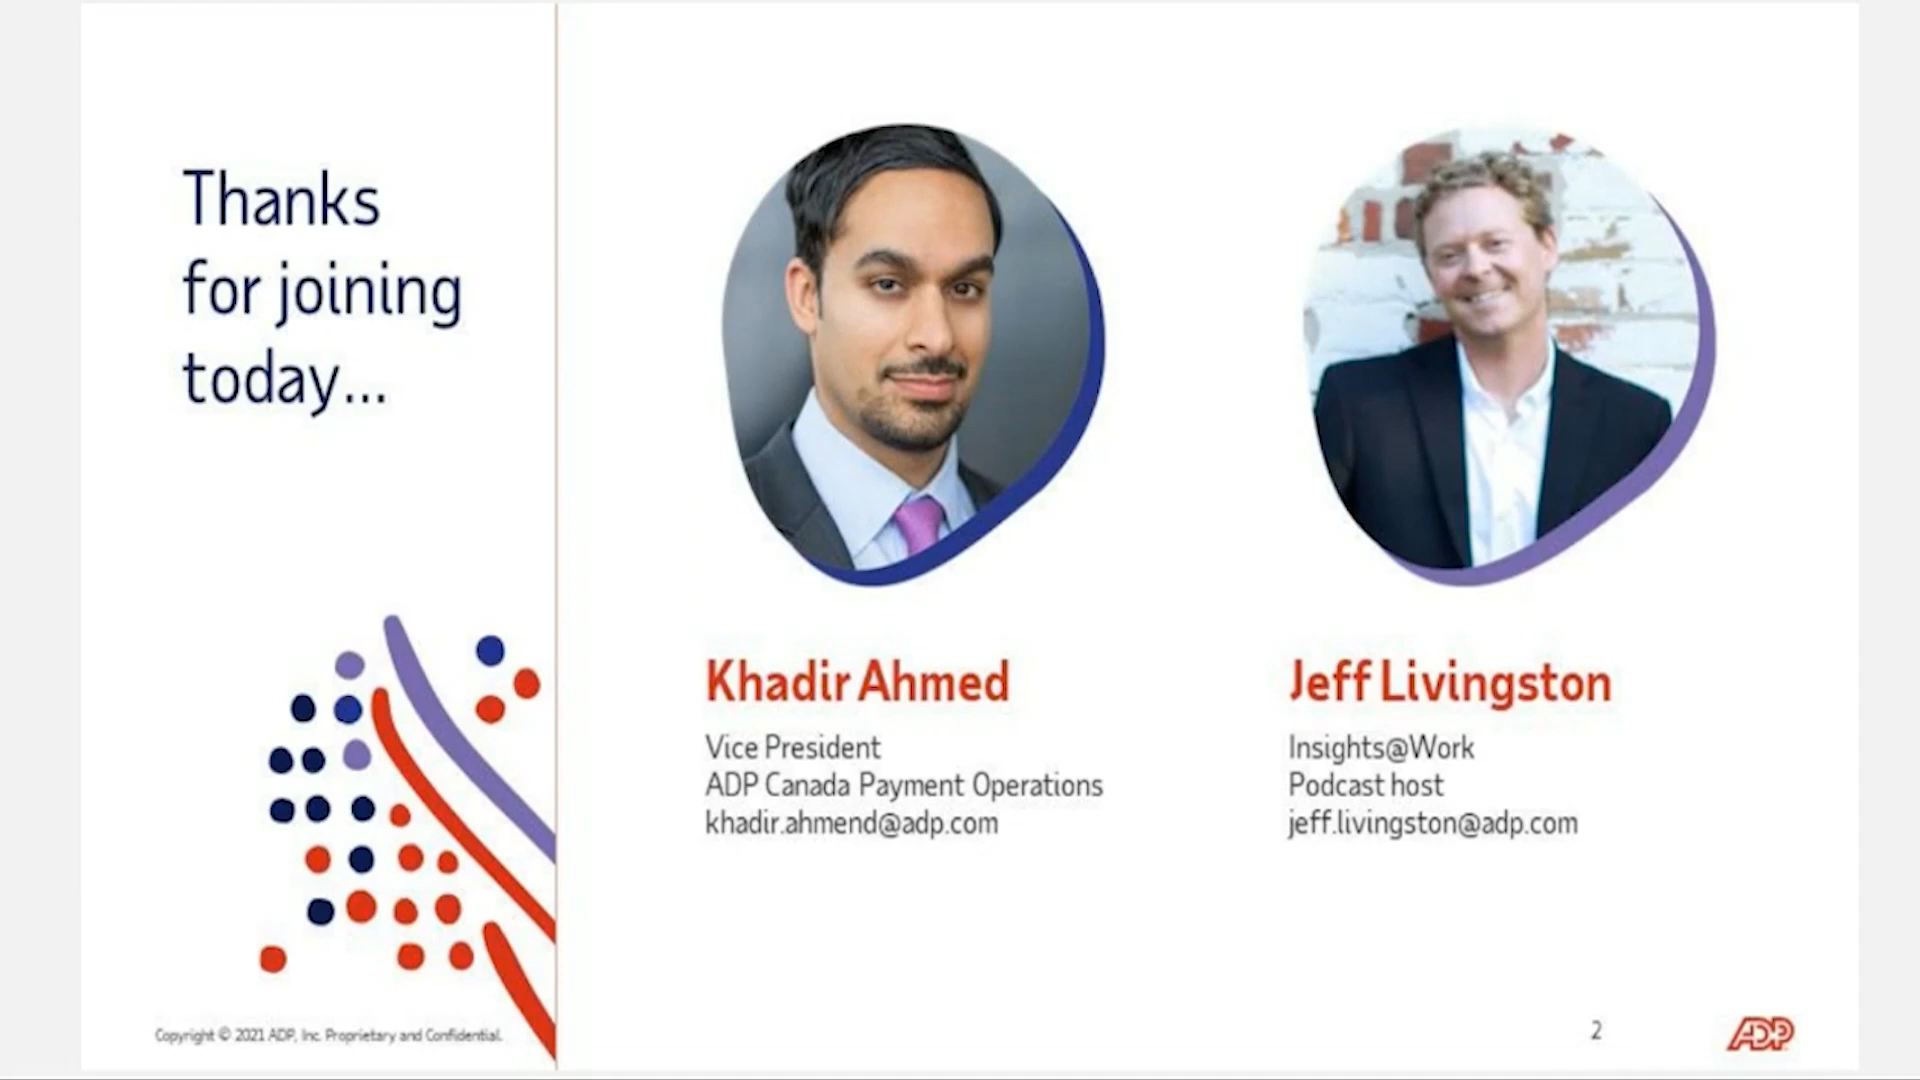 Thanks
for joining
today...
Khadir Ahmed
Vice President
ADP Canada Payment Operations
khadir.ahmend@adp.com
Jeff Livingston
Insights@Work
Podcast host
jeff.livingston@adp.com
Copyright © 2021 ADP, Inc. Proprietary and Confidential.
2
ADP